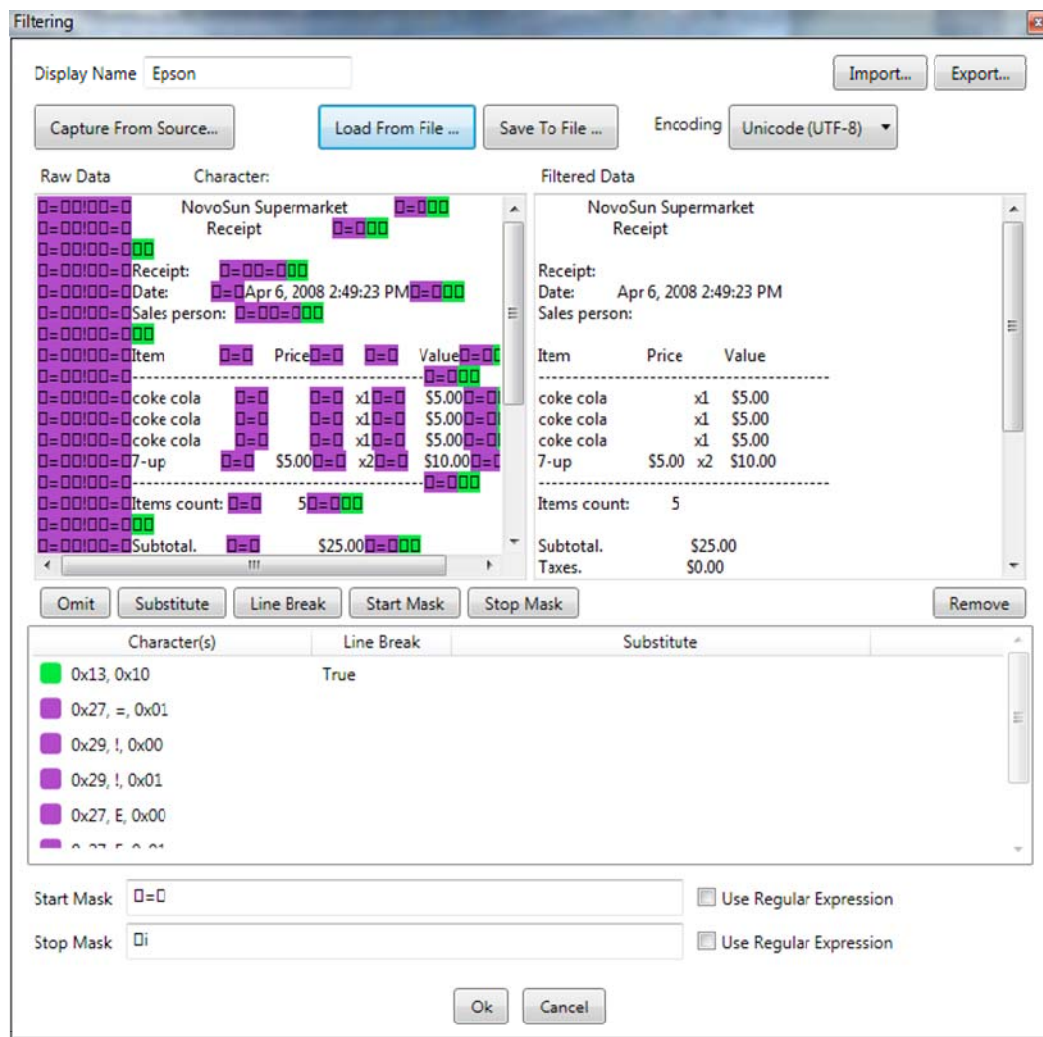 Filtering
Display Name Epson Import... Export...
Capture From Source... Load From File ... Save To File ... Encoding Unicode (UTF-8)
Raw Data Character: Filtered Data
▯=▯▯!▯▯=▯ NovoSun Supermarket ▯=▯▯▯ NovoSun Supermarket
▯=▯▯!▯▯=▯ Receipt ▯=▯▯▯ Receipt
▯=▯▯!▯▯=▯▯▯
▯=▯▯!▯▯=▯Receipt: ▯=▯▯=▯▯▯ Receipt:
▯=▯▯!▯▯=▯Date: ▯=▯Apr 6, 2008 2:49:23 PM▯=▯▯▯ Date: Apr 6, 2008 2:49:23 PM
▯=▯▯!▯▯=▯Sales person: ▯=▯▯=▯▯▯ Sales person:
▯=▯▯!▯▯=▯▯▯
▯=▯▯!▯▯=▯Item ▯=▯ Price▯=▯ ▯=▯ Value▯=▯ Item Price Value
▯=▯▯!▯▯=▯------------------------------------------▯=▯▯▯ ------------------------------------------
▯=▯▯!▯▯=▯coke cola ▯=▯ ▯=▯ x1▯=▯ $5.00▯=▯ coke cola x1 $5.00
▯=▯▯!▯▯=▯coke cola ▯=▯ ▯=▯ x1▯=▯ $5.00▯=▯ coke cola x1 $5.00
▯=▯▯!▯▯=▯coke cola ▯=▯ ▯=▯ x1▯=▯ $5.00▯=▯ coke cola x1 $5.00
▯=▯▯!▯▯=▯7-up ▯=▯ $5.00▯=▯ x2▯=▯ $10.00▯=▯ 7-up $5.00 x2 $10.00
▯=▯▯!▯▯=▯------------------------------------------▯=▯▯▯ ------------------------------------------
▯=▯▯!▯▯=▯Items count: ▯=▯ 5▯=▯▯▯ Items count: 5
▯=▯▯!▯▯=▯▯▯
▯=▯▯!▯▯=▯Subtotal. ▯=▯ $25.00▯=▯▯▯ Subtotal. $25.00
Taxes. $0.00
Omit Substitute Line Break Start Mask Stop Mask Remove
Character(s) Line Break Substitute
0x13, 0x10 True
0x27, =, 0x01
0x29, !, 0x00
0x29, !, 0x01
0x27, E, 0x00
Start Mask ▯=▯ Use Regular Expression
Stop Mask ▯i Use Regular Expression
Ok Cancel